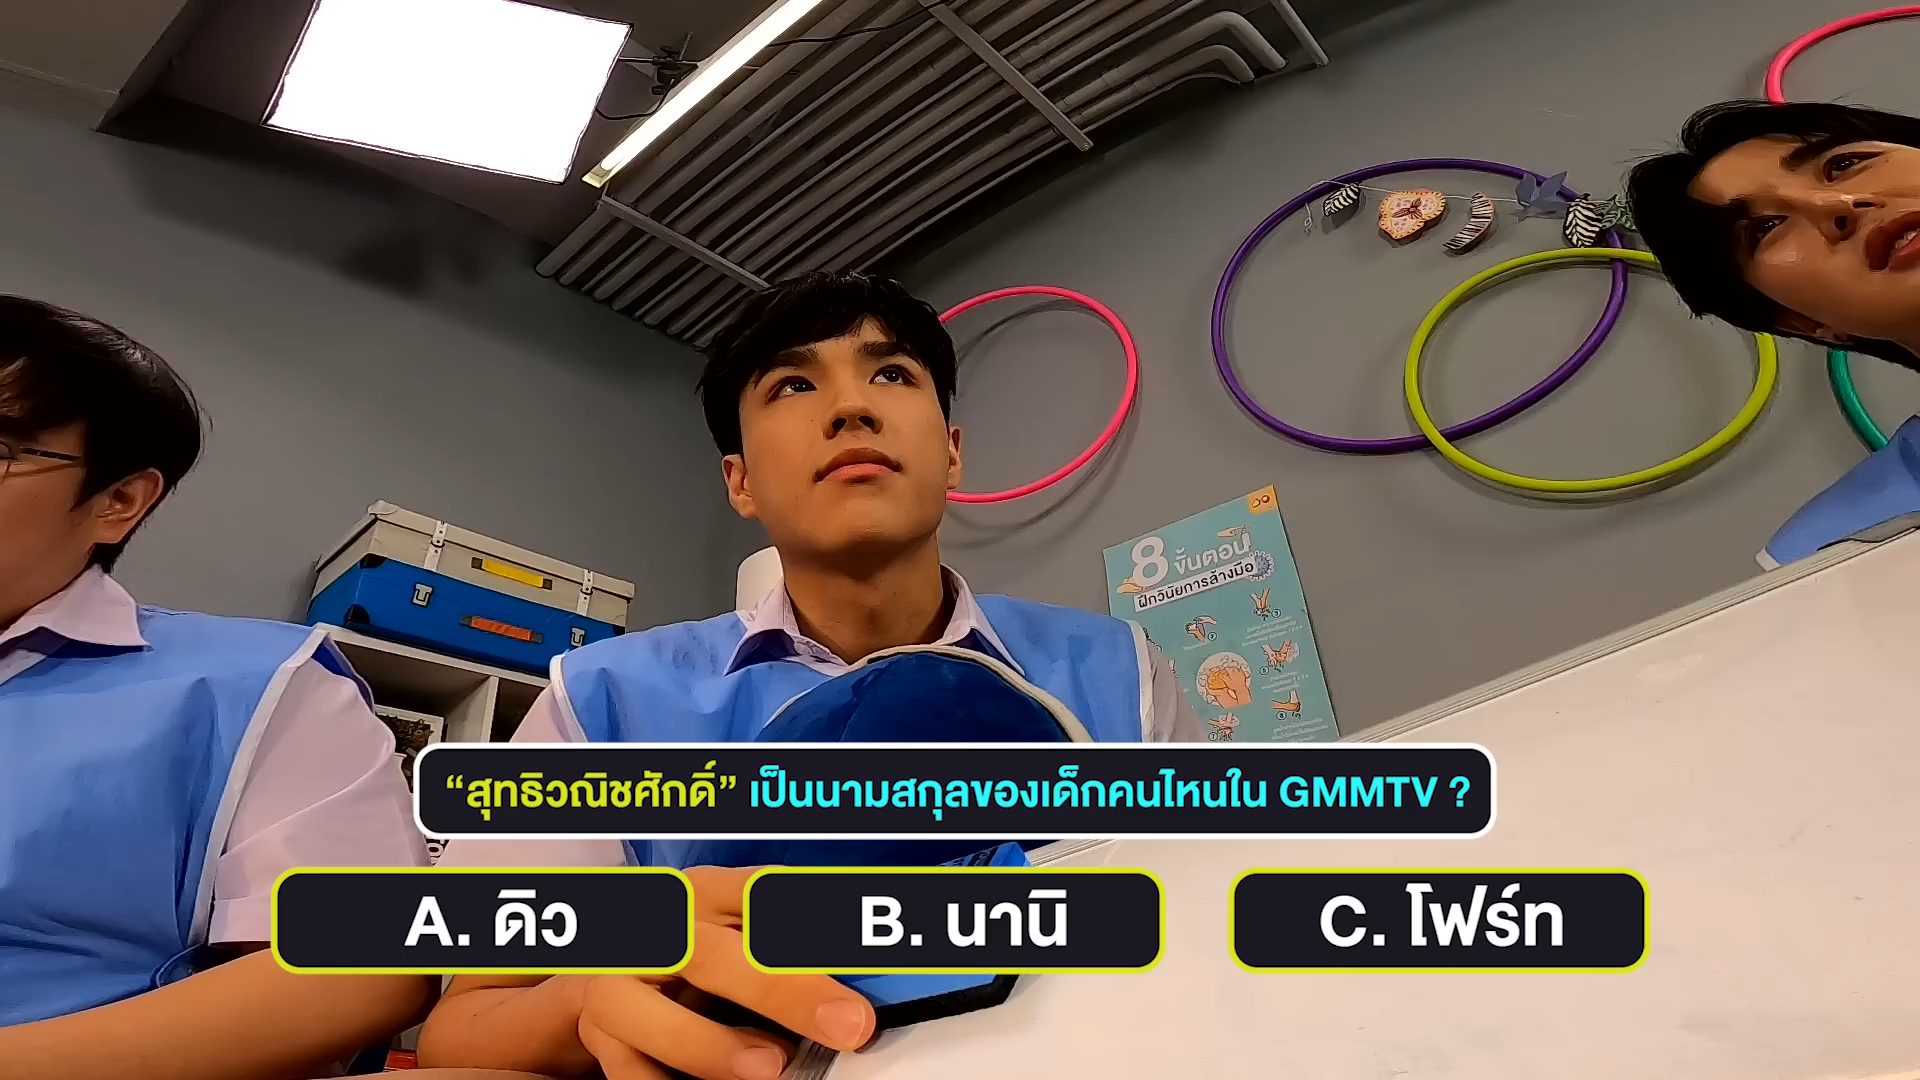 8 ขั้นตอน
ฝึกวินัยการล้างมือ
“สุทธิวณิชศักดิ์” เป็นนามสกุลของเด็กคนไหนใน GMMTV ?
A. ดิว
B. นานิ
C. โฟร์ท